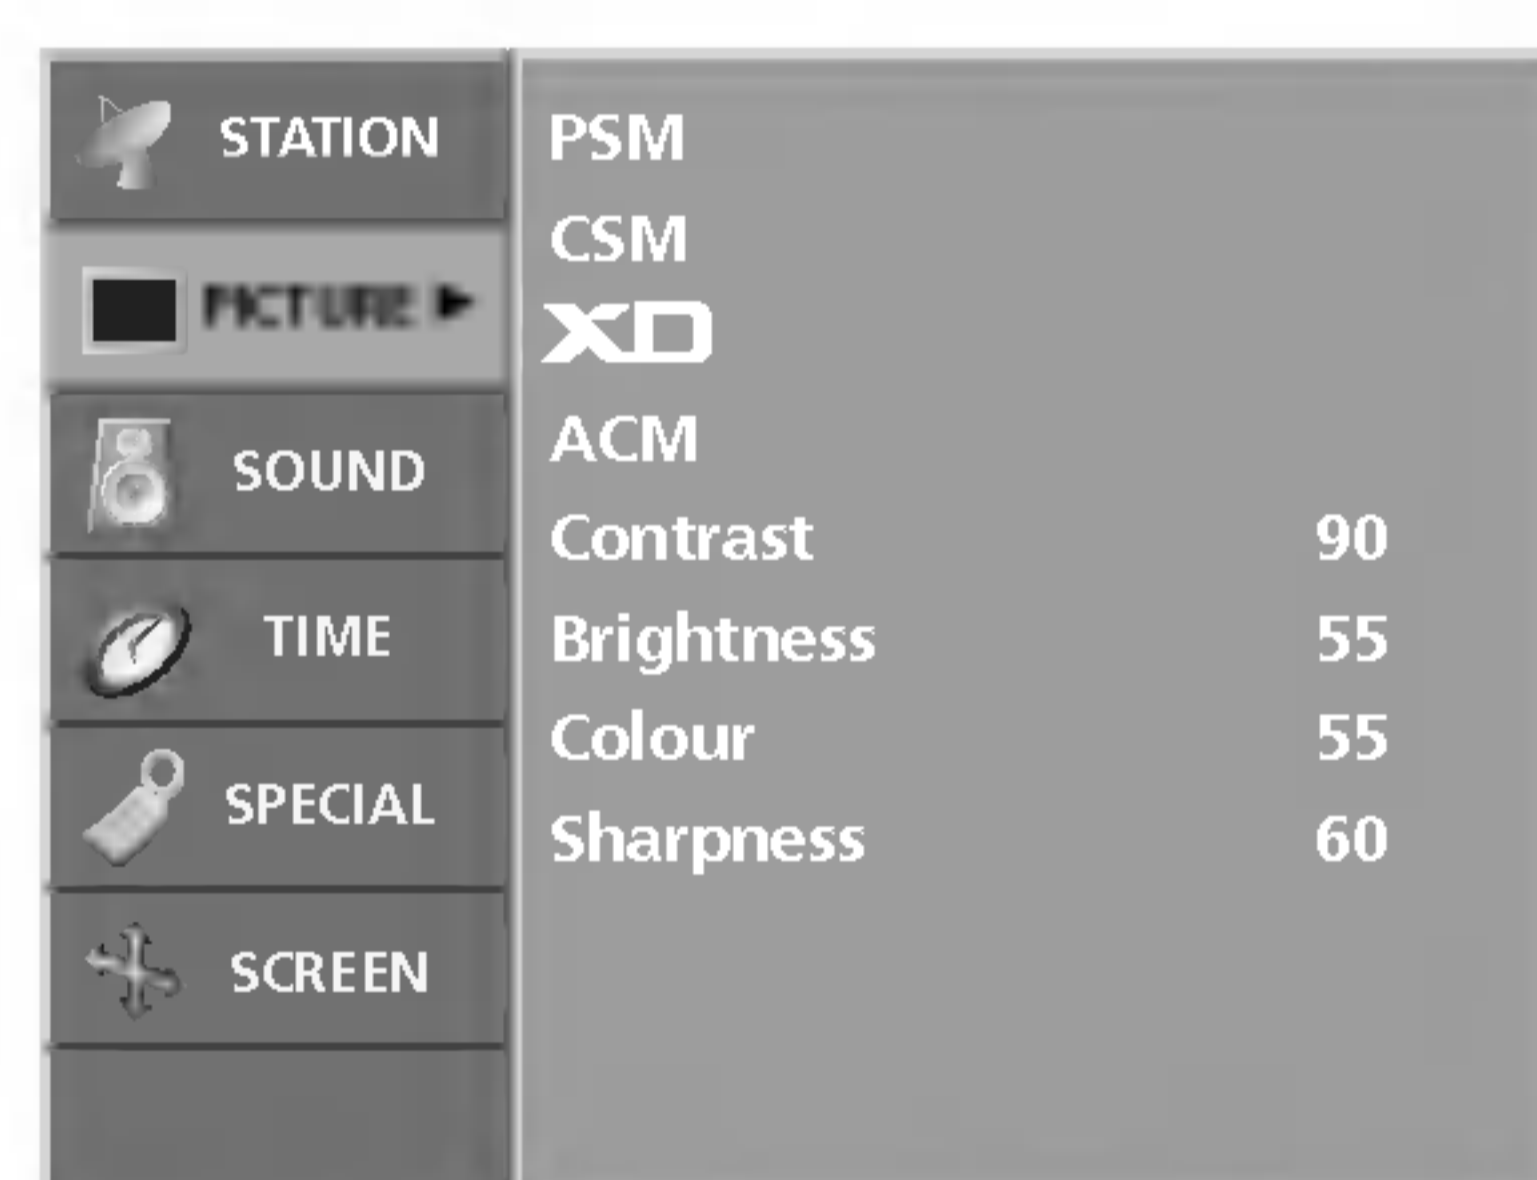 STATION
PICTURE ►
SOUND
TIME
SPECIAL
SCREEN
PSM
CSM
XD
ACM
Contrast 90
Brightness 55
Colour 55
Sharpness 60